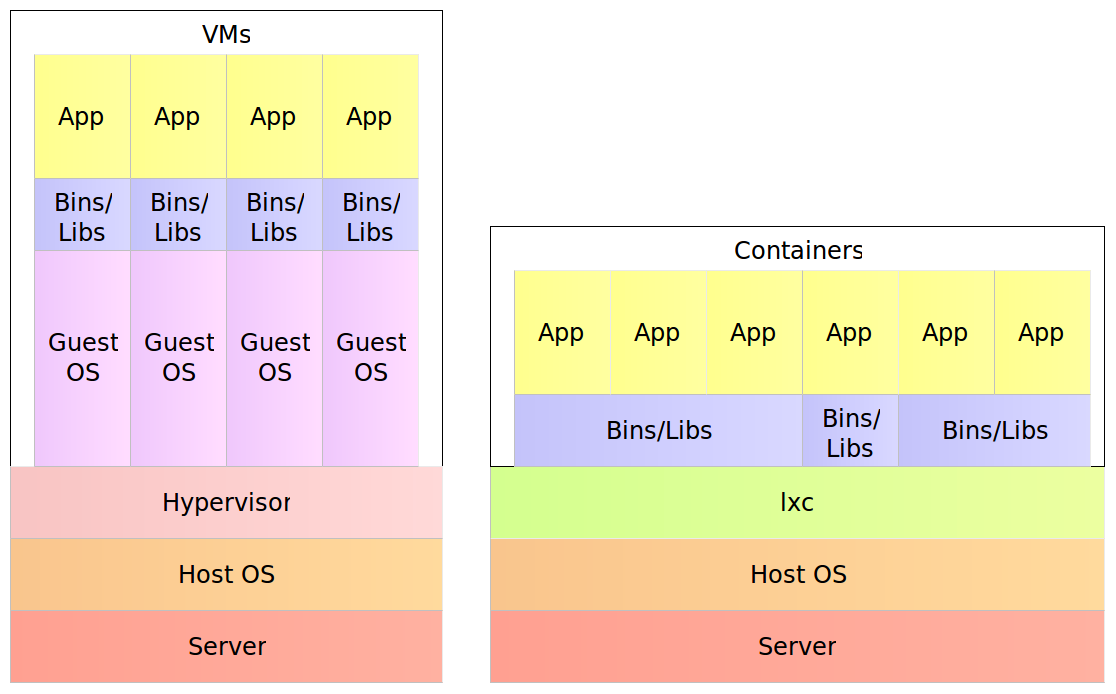 VMs
App App App App
Bins/ Bins/ Bins/ Bins/
Libs Libs Libs Libs
Guest Guest Guest Guest
OS OS OS OS
Hypervisor
Host OS
Server
Containers
App App App App App App
Bins/Libs Bins/ Bins/Libs
Libs
lxc
Host OS
Server